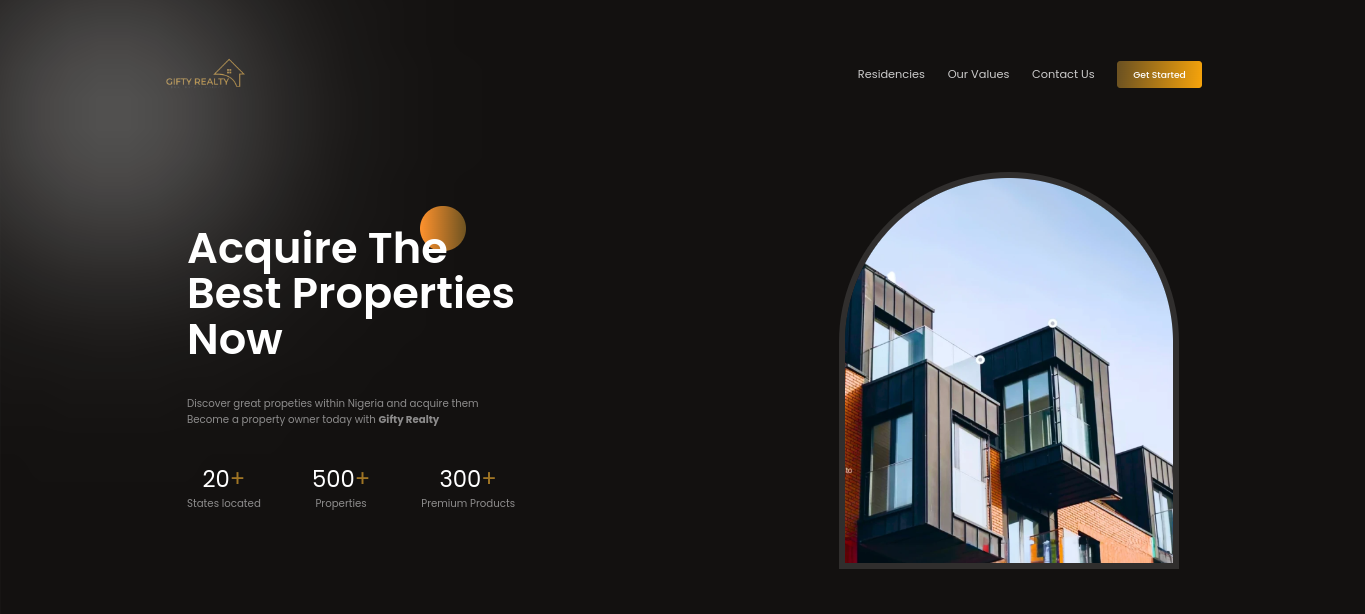 GIFTY REALTY
Residencies
Our Values
Contact Us
Get Started
Acquire The
Best Properties
Now
Discover great propeties within Nigeria and acquire them
Become a property owner today with Gifty Realty
20+
500+
300+
States located
Properties
Premium Products
to